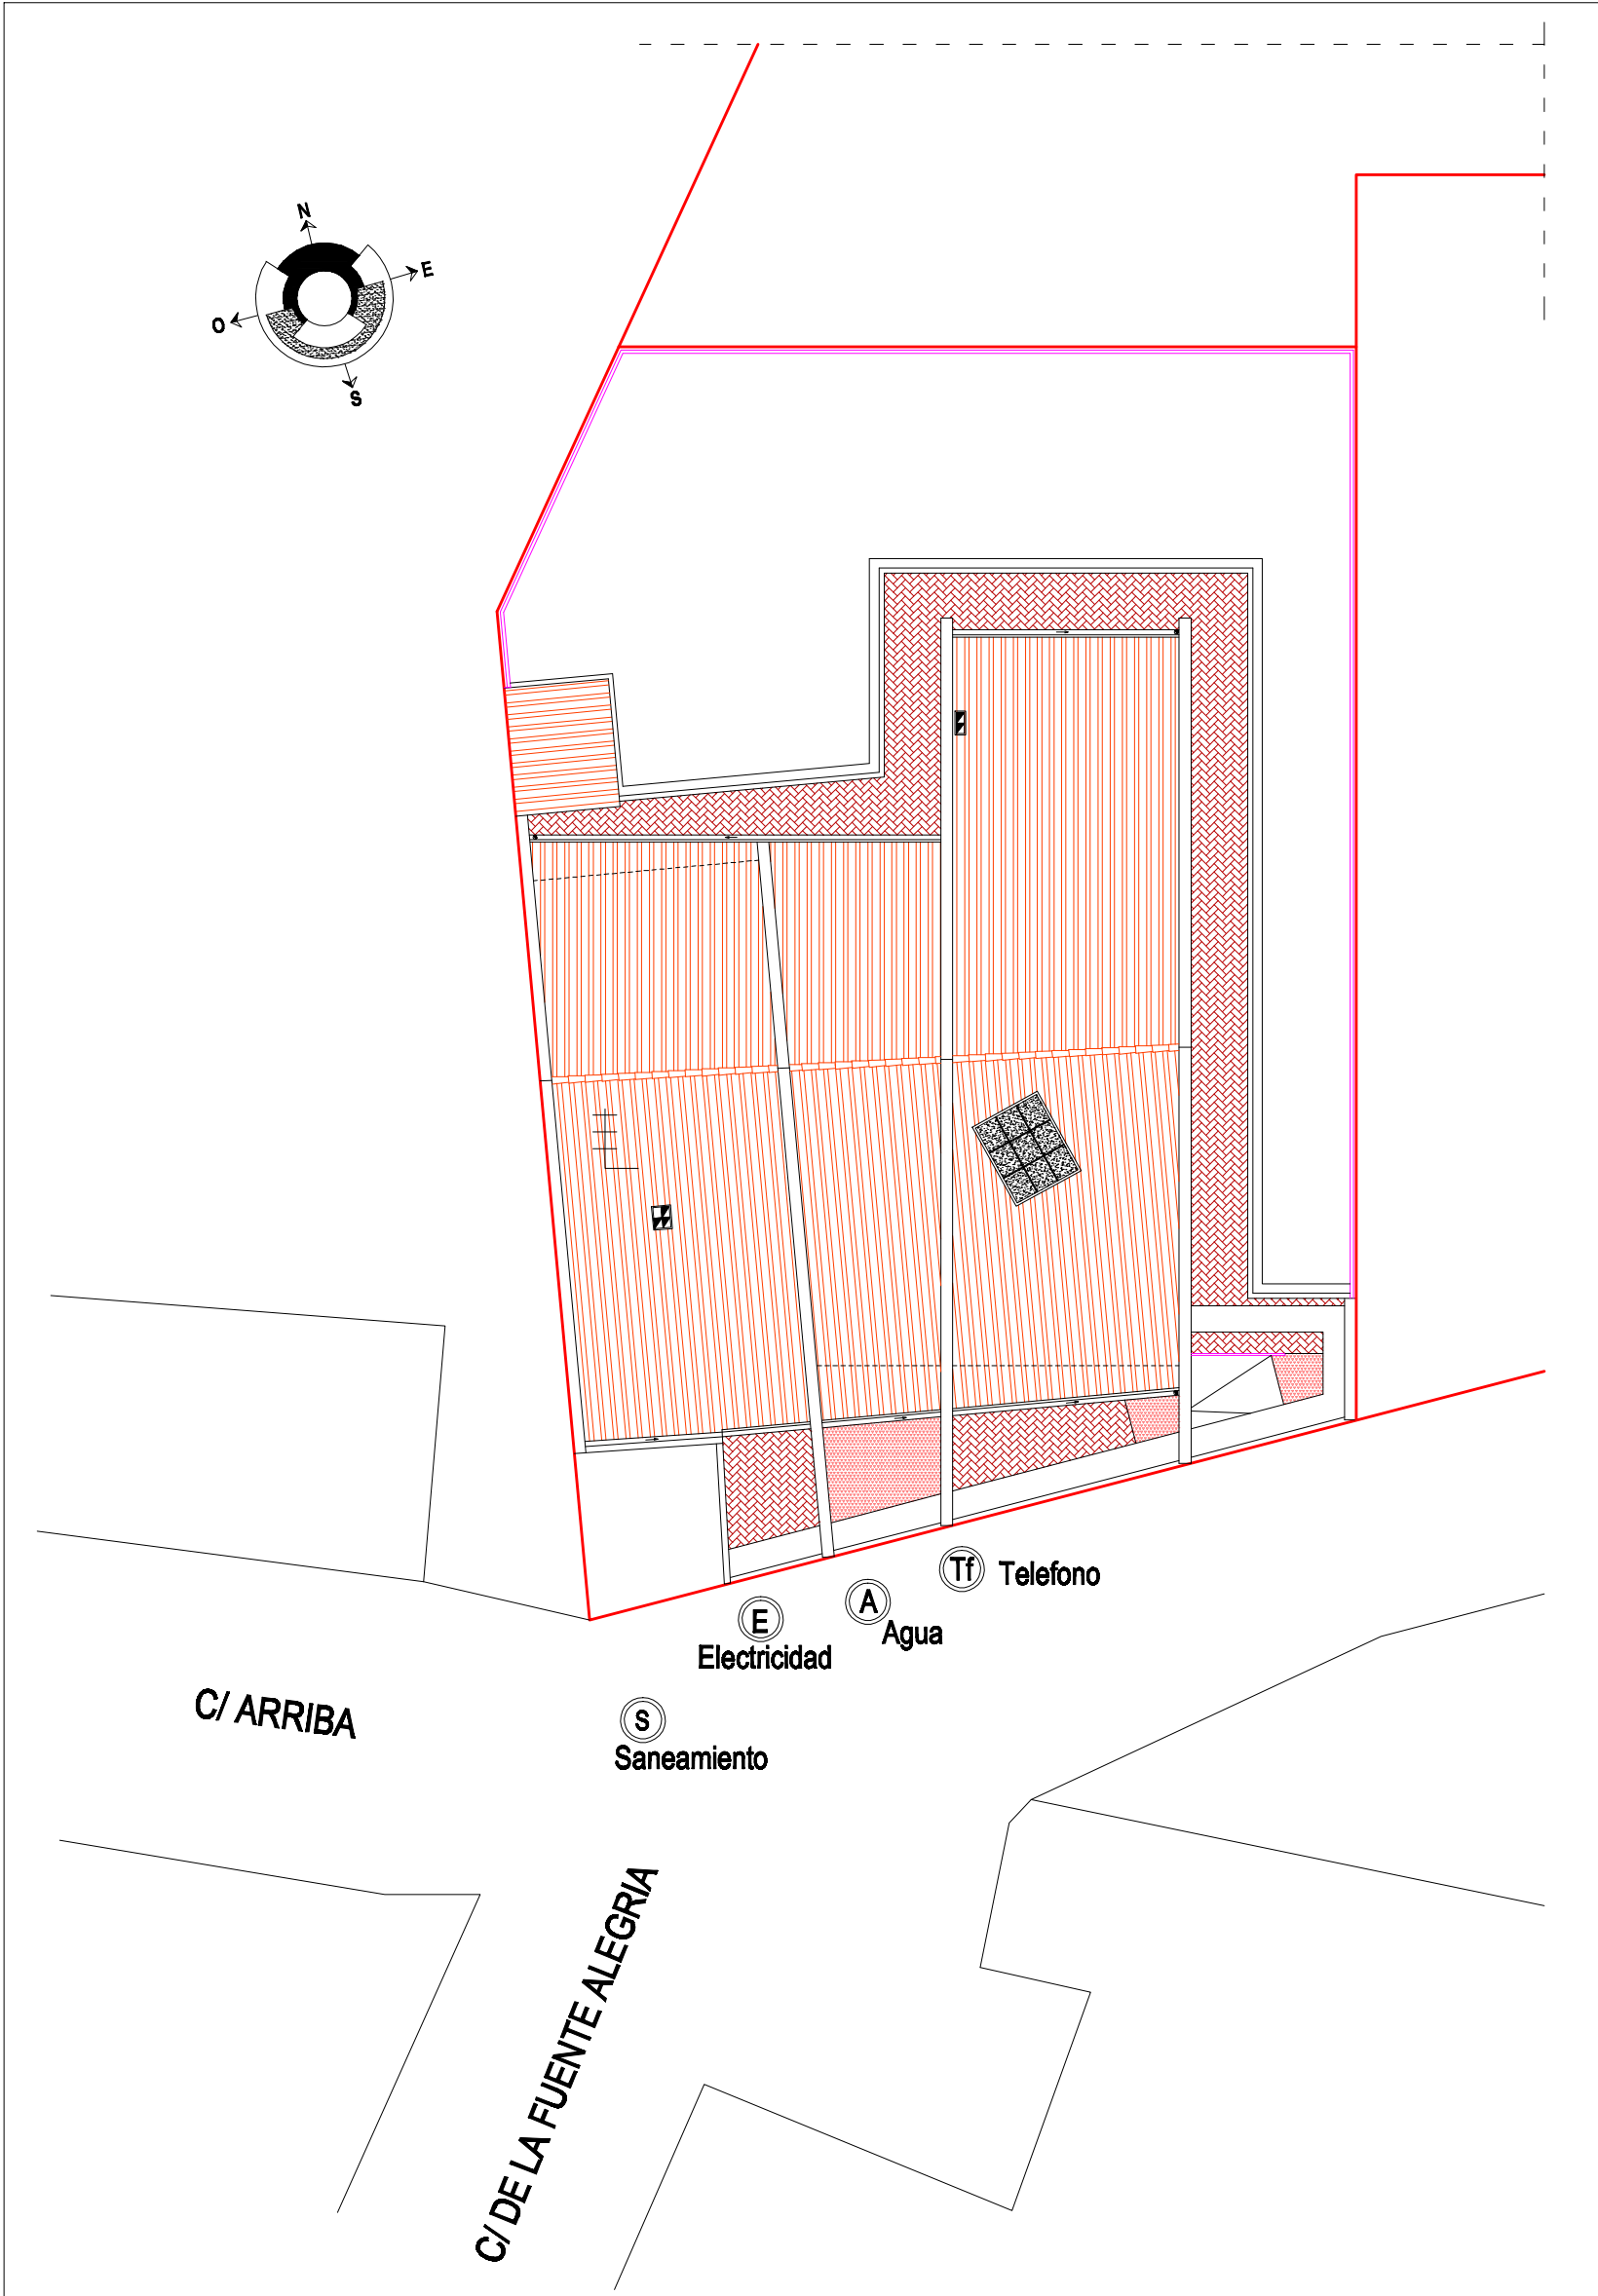 N
E
O
S
Tf Telefono
A
Agua
E
Electricidad
S
Saneamiento
C/ ARRIBA
C/ DE LA FUENTE ALEGRIA